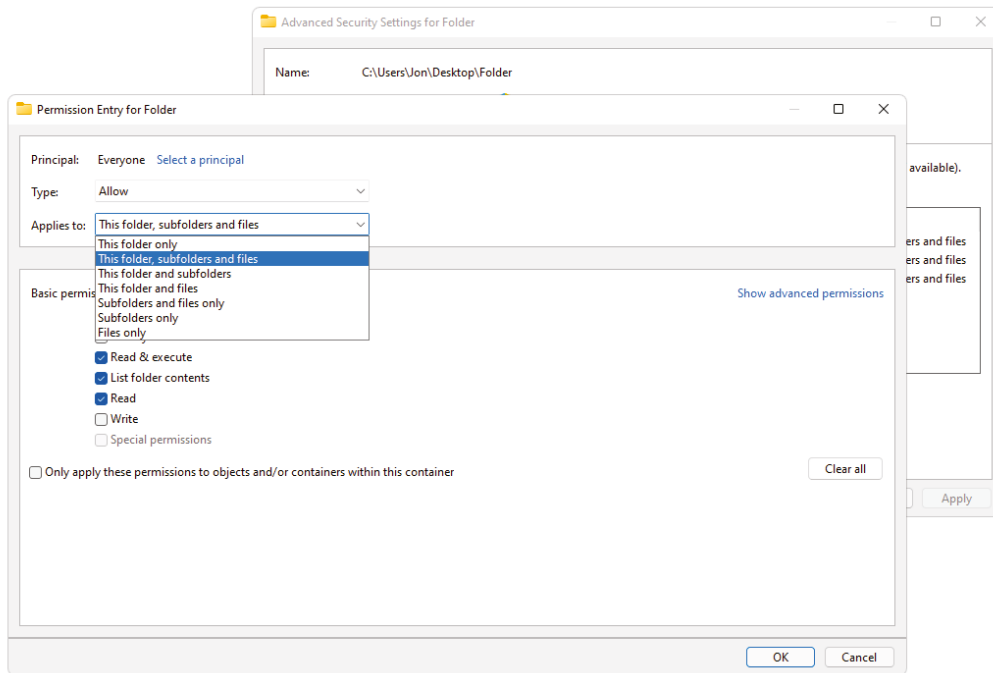 Advanced Security Settings for Folder
Name: C:\Users\Jon\Desktop\Folder
Permission Entry for Folder
available).
Principal: Everyone Select a principal
Type: Allow
Applies to: This folder, subfolders and files
This folder only
This folder, subfolders and files
This folder and subfolders
This folder and files
Subfolders and files only
Subfolders only
Files only
ers and files
ers and files
ers and files
Basic permis
Show advanced permissions
Read & execute
List folder contents
Read
Write
Special permissions
Only apply these permissions to objects and/or containers within this container
Clear all
Apply
OK Cancel